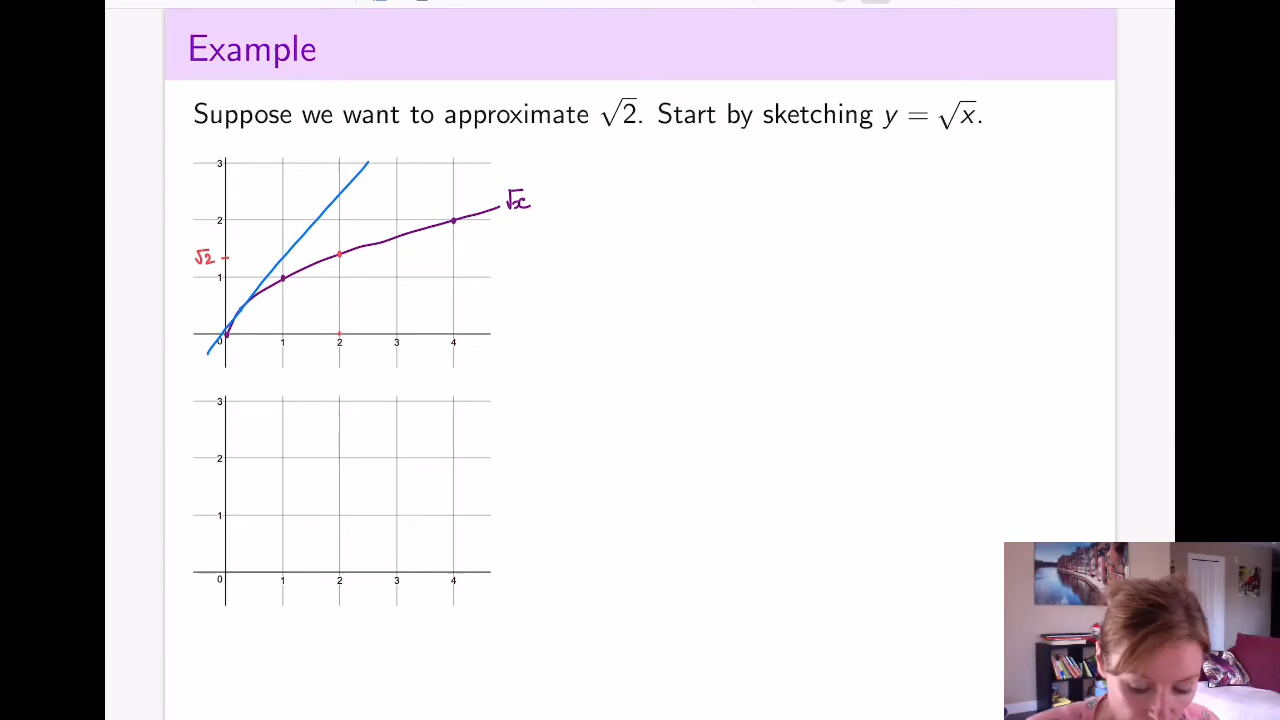 Example
Suppose we want to approximate √2. Start by sketching y = √x.
3
√x
2
√2
1
0 1 2 3 4
3
2
1
0 1 2 3 4